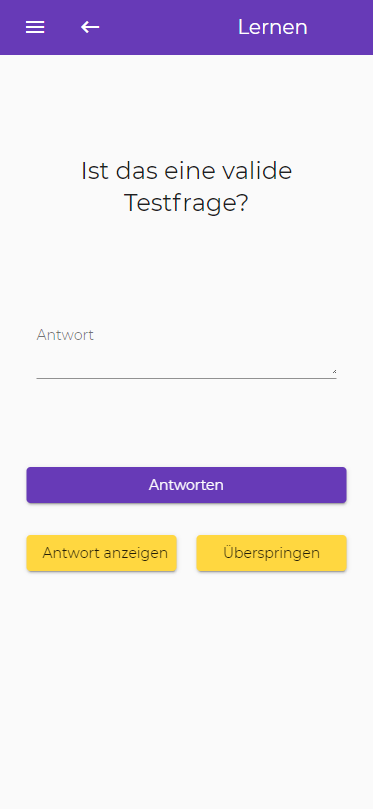 Lernen
Ist das eine valide
Testfrage?
Antwort
Antworten
Antwort anzeigen
Überspringen